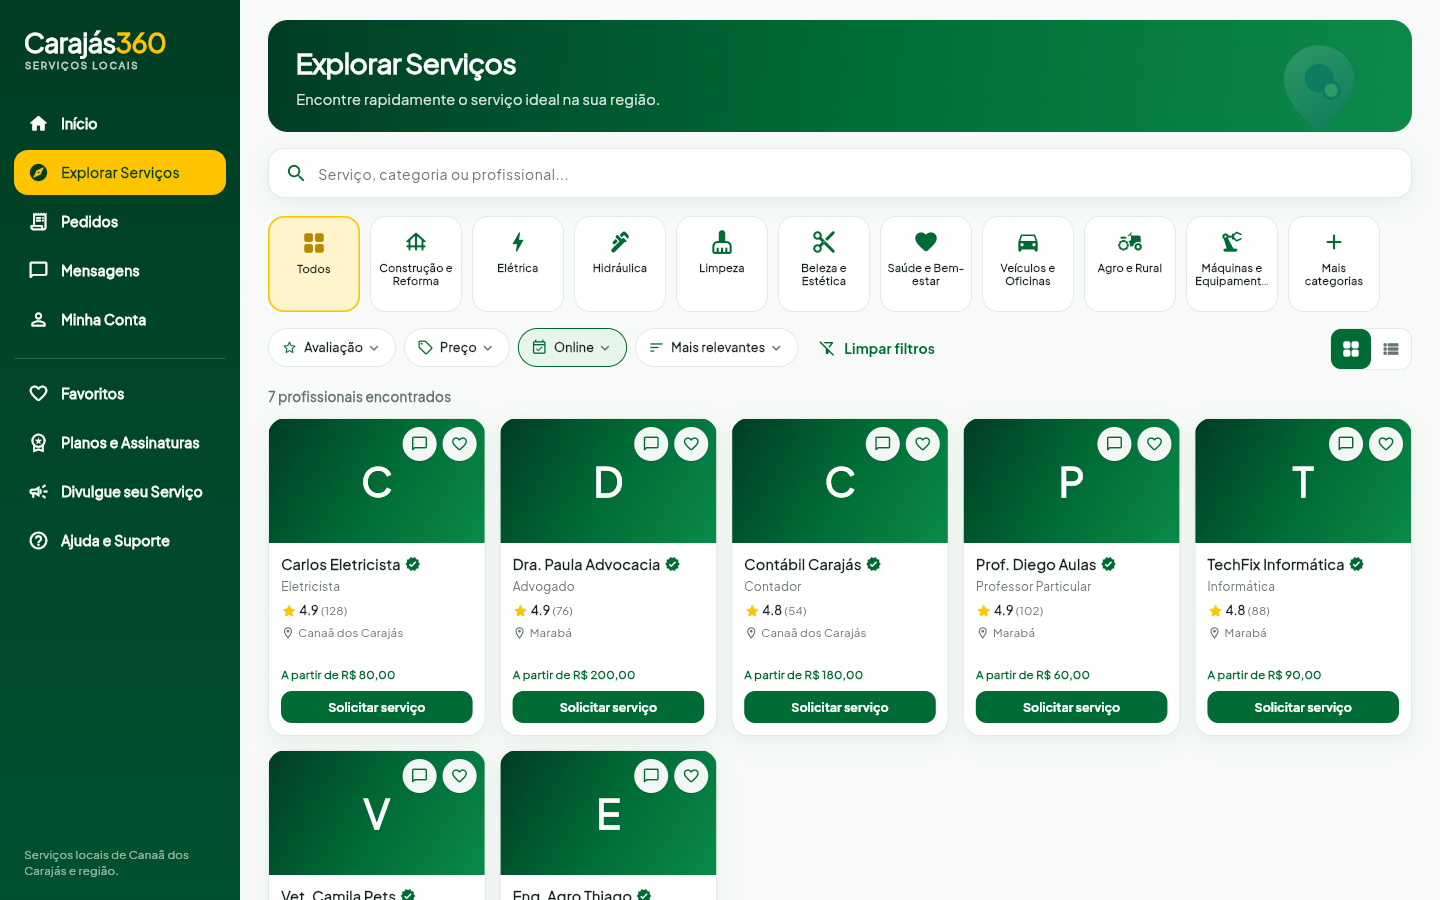 Carajás360
SERVIÇOS LOCAIS
Início
Explorar Serviços
Pedidos
Mensagens
Minha Conta
Favoritos
Planos e Assinaturas
Divulgue seu Serviço
Ajuda e Suporte
Serviços locais de Canaã dos
Carajás e região.
Explorar Serviços
Encontre rapidamente o serviço ideal na sua região.
Serviço, categoria ou profissional...
Todos
Construção e
Reforma
Elétrica
Hidráulica
Limpeza
Beleza e
Estética
Saúde e Bem-
estar
Veículos e
Oficinas
Agro e Rural
Máquinas e
Equipament...
Mais
categorias
Avaliação
Preço
Online
Mais relevantes
Limpar filtros
7 profissionais encontrados
C
Carlos Eletricista
Eletricista
4.9 (128)
Canaã dos Carajás
A partir de R$ 80,00
Solicitar serviço
D
Dra. Paula Advocacia
Advogado
4.9 (76)
Marabá
A partir de R$ 200,00
Solicitar serviço
C
Contábil Carajás
Contador
4.8 (54)
Canaã dos Carajás
A partir de R$ 180,00
Solicitar serviço
P
Prof. Diego Aulas
Professor Particular
4.9 (102)
Marabá
A partir de R$ 60,00
Solicitar serviço
T
TechFix Informática
Informática
4.8 (88)
Marabá
A partir de R$ 90,00
Solicitar serviço
V
Vet. Camila Pets
E
Eng. Agro Thiago